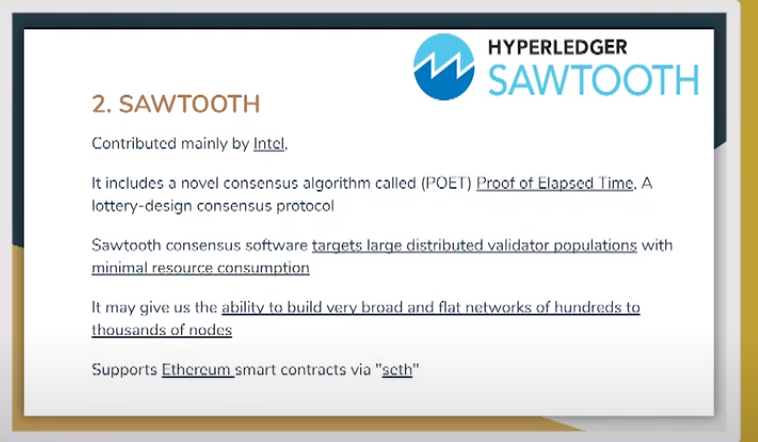 HYPERLEDGER
SAWTOOTH
2. SAWTOOTH
Contributed mainly by Intel.
It includes a novel consensus algorithm called (POET) Proof of Elapsed Time. A
lottery-design consensus protocol
Sawtooth consensus software targets large distributed validator populations with
minimal resource consumption
It may give us the ability to build very broad and flat networks of hundreds to
thousands of nodes
Supports Ethereum smart contracts via "seth"